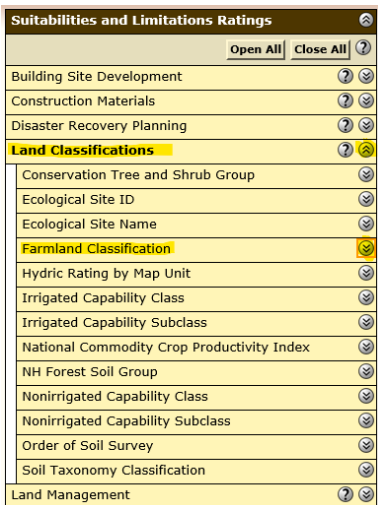 Suitabilities and Limitations Ratings
Open All Close All ?
Building Site Development ?
Construction Materials ?
Disaster Recovery Planning ?
Land Classifications ?
Conservation Tree and Shrub Group
Ecological Site ID
Ecological Site Name
Farmland Classification
Hydric Rating by Map Unit
Irrigated Capability Class
Irrigated Capability Subclass
National Commodity Crop Productivity Index
NH Forest Soil Group
Nonirrigated Capability Class
Nonirrigated Capability Subclass
Order of Soil Survey
Soil Taxonomy Classification
Land Management ?